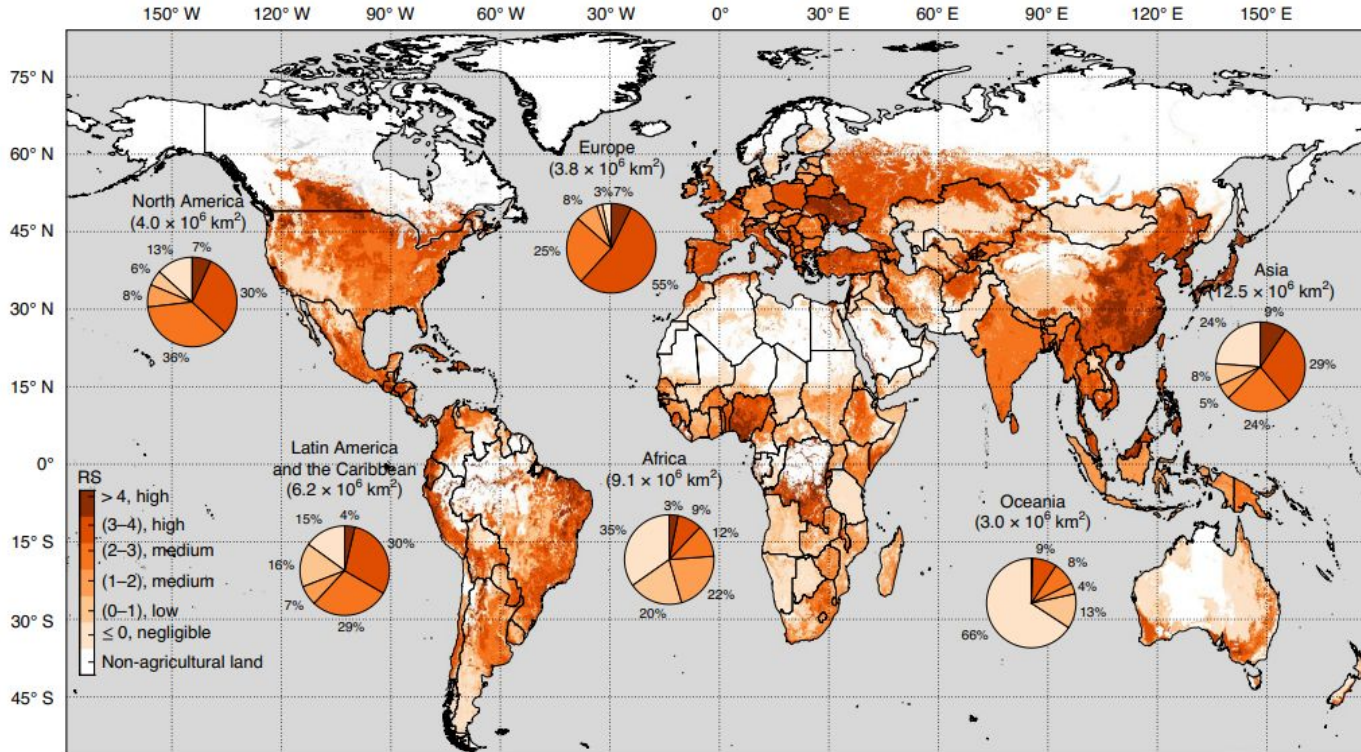 150° W 120° W 90° W 60° W 30° W 0° 30° E 60° E 90° E 120° E 150° E
75° N
60° N
45° N
30° N
15° N
0°
15° S
30° S
45° S
North America
(4.0 × 10⁶ km²)
13% 7%
6%
8%
30%
36%
Europe
(3.8 × 10⁶ km²)
8% 3% 7%
25%
55%
Asia
(12.5 × 10⁶ km²)
24% 9%
29%
8%
5%
24%
Latin America
and the Caribbean
(6.2 × 10⁶ km²)
15% 4%
30%
16%
7%
29%
Africa
(9.1 × 10⁶ km²)
35% 3% 9%
12%
22%
20%
Oceania
(3.0 × 10⁶ km²)
9%
8%
4%
13%
66%
RS
> 4, high
(3–4), high
(2–3), medium
(1–2), medium
(0–1), low
≤ 0, negligible
Non-agricultural land